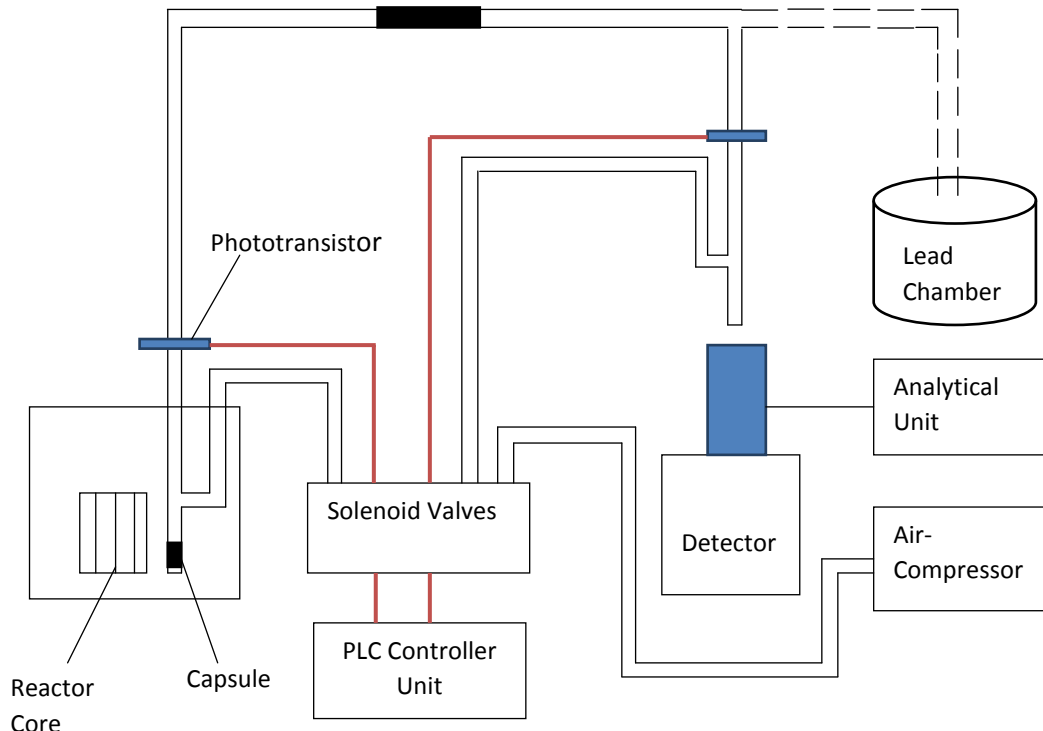 Phototransistor
Lead
Chamber
Analytical
Unit
Solenoid Valves
Detector
Air-
Compressor
PLC Controller
Unit
Capsule
Reactor
Core